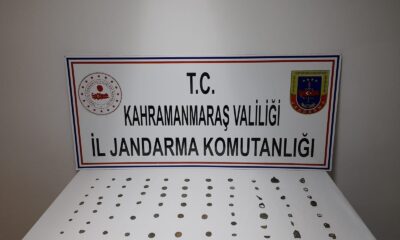 T.C.
KAHRAMANMARAŞ VALİLİĞİ
İL JANDARMA KOMUTANLIĞI